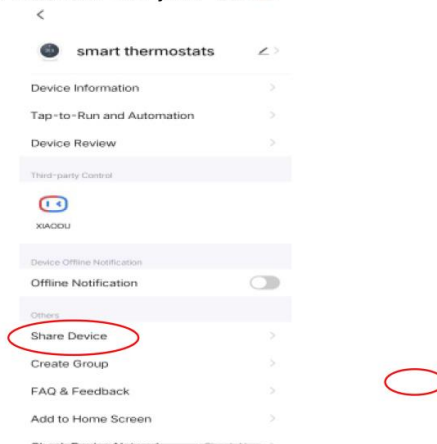 smart thermostats
Device Information
Tap-to-Run and Automation
Device Review
Third-party Control
XIAODU
Device Offline Notification
Offline Notification
Others
Share Device
Create Group
FAQ & Feedback
Add to Home Screen